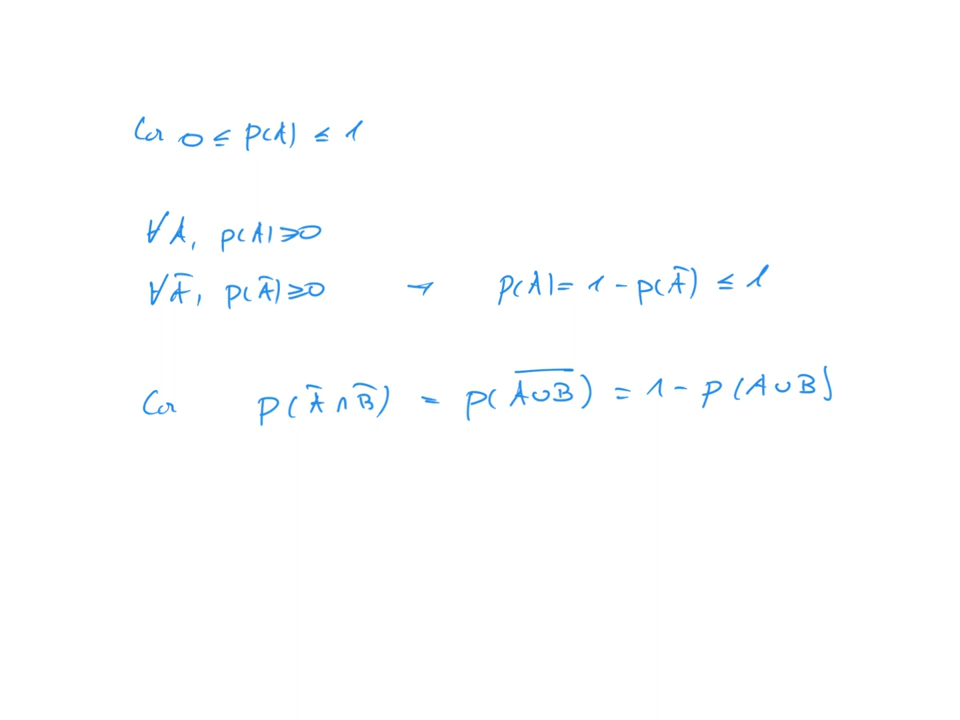 Cor 0 ≤ P(A) ≤ 1
∀A, p(A) ≥ 0
∀A̅, p(A̅) ≥ 0 → p(A) = 1 - p(A̅) ≤ 1
Cor P(A̅ ∩ B̅) = p(A̅∪̅B̅) = 1 - p(A∪B)